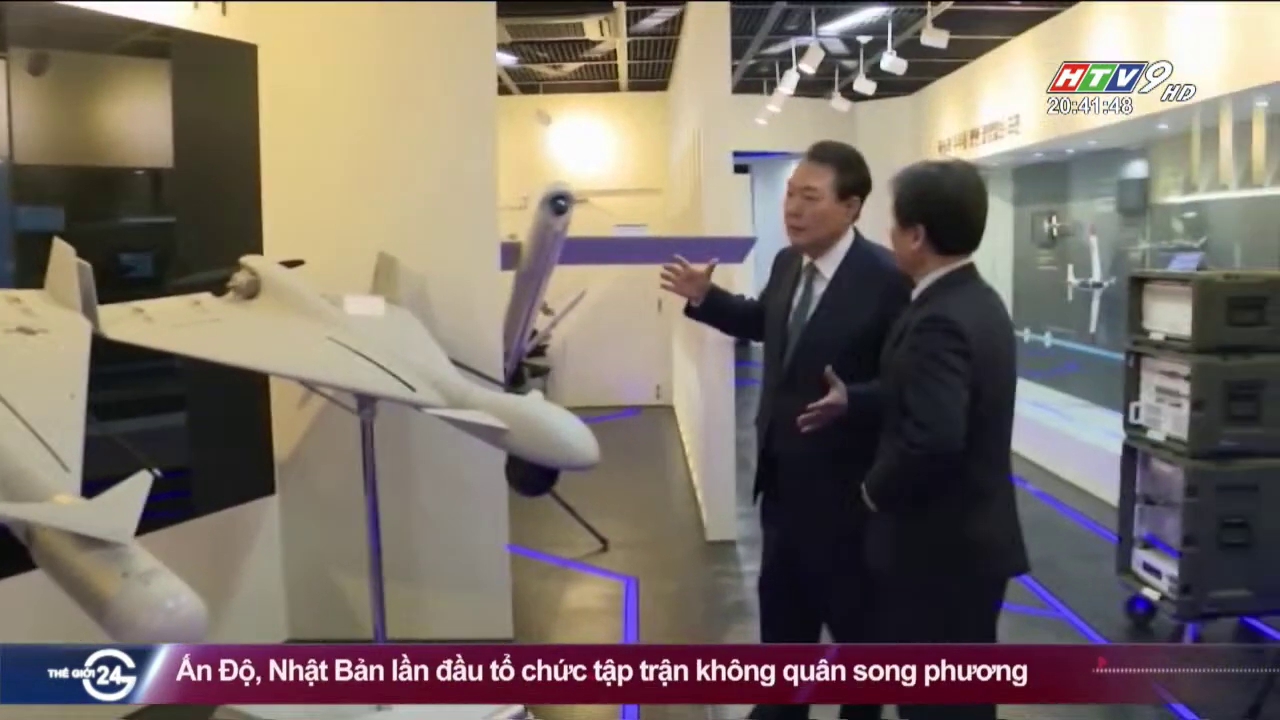 HTV9 HD
20:41:48
THẾ GIỚI 24G
Ấn Độ, Nhật Bản lần đầu tổ chức tập trận không quân song phương